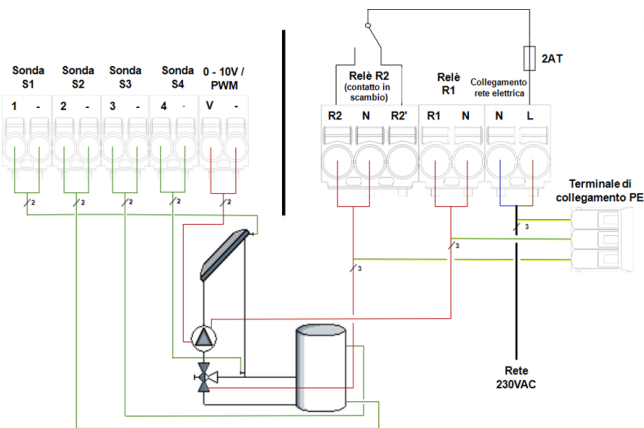 Sonda S1
Sonda S2
Sonda S3
Sonda S4
0 - 10V / PWM
1 -
2 -
3 -
4 -
V -
2
2
2
2
2
Relè R2
(contatto in scambio)
Relè R1
Collegamento rete elettrica
2AT
R2 N R2'
R1 N
N L
Terminale di collegamento PE
3
3
3
Rete 230VAC